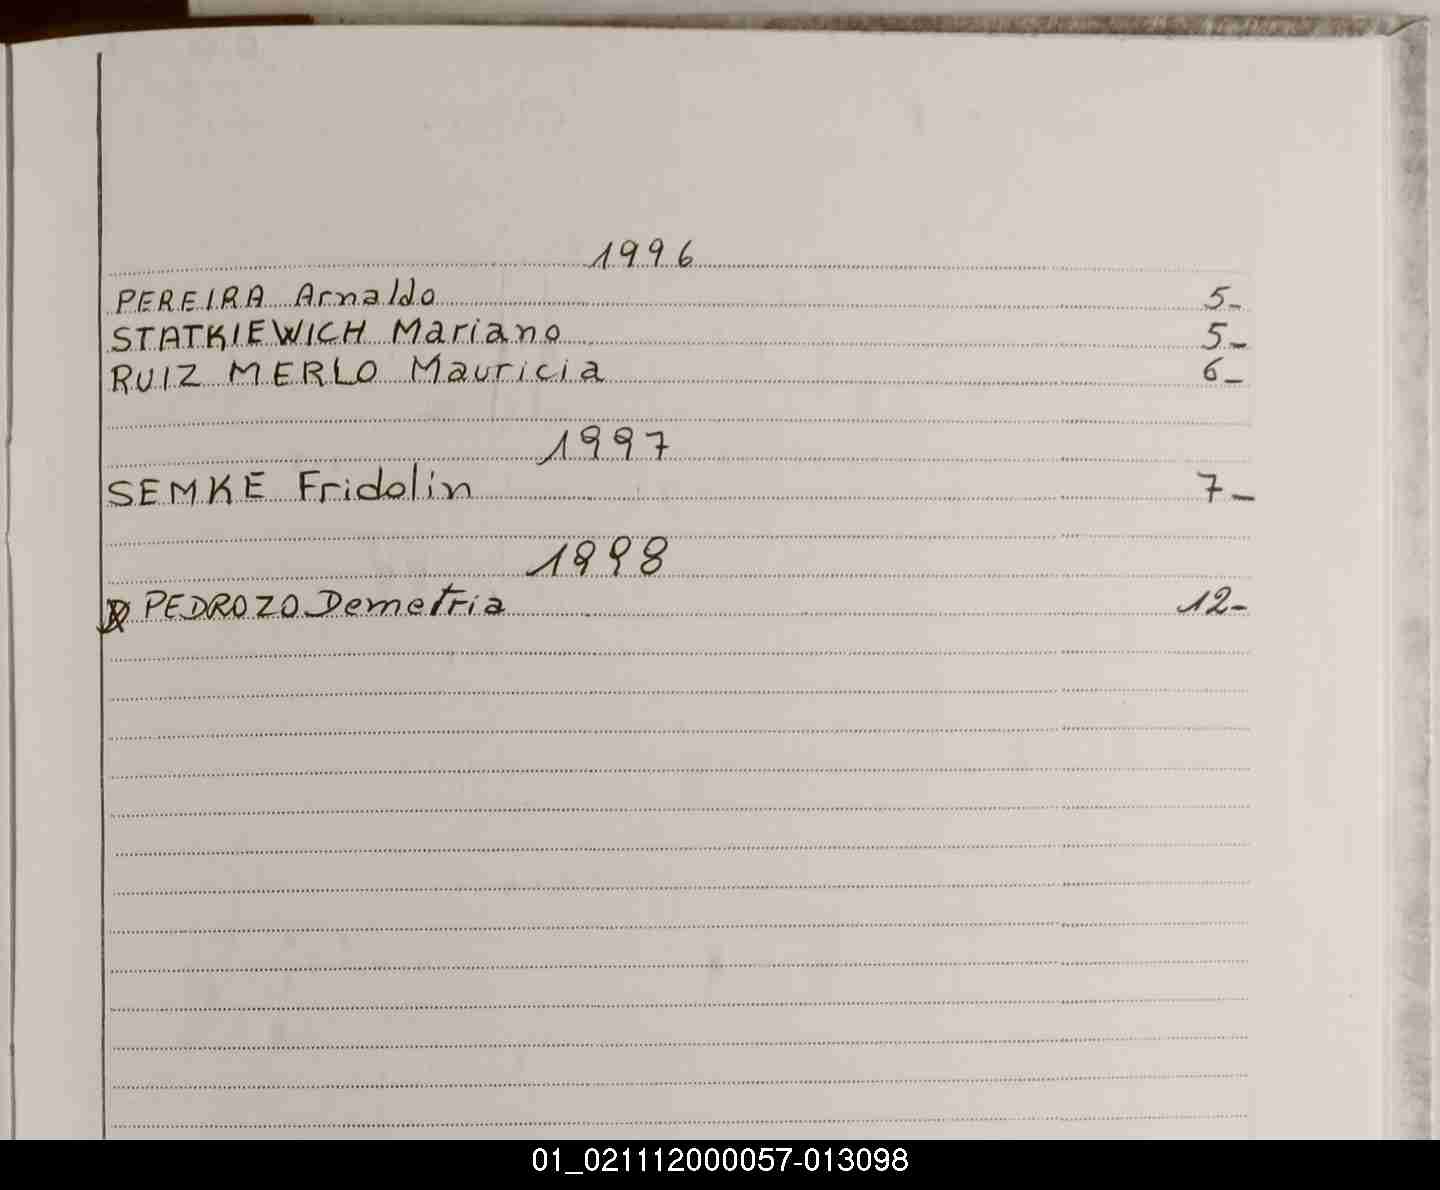 1996
PEREIRA Arnaldo 5-
STATKIEWICH Mariano 5-
RUIZ MERLO Mauricia 6-
1997
SEMKE Fridolin 7-
1998
PEDROZO Demetria 12-
01_021112000057-013098